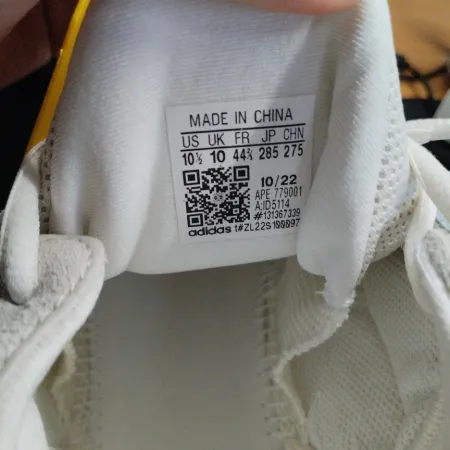 MADE IN CHINA
US UK FR JP CHN
10½ 10 44⅔ 285 275
10/22
APE 779001
A:ID5114
#131367339
adidas t#ZL22S100097